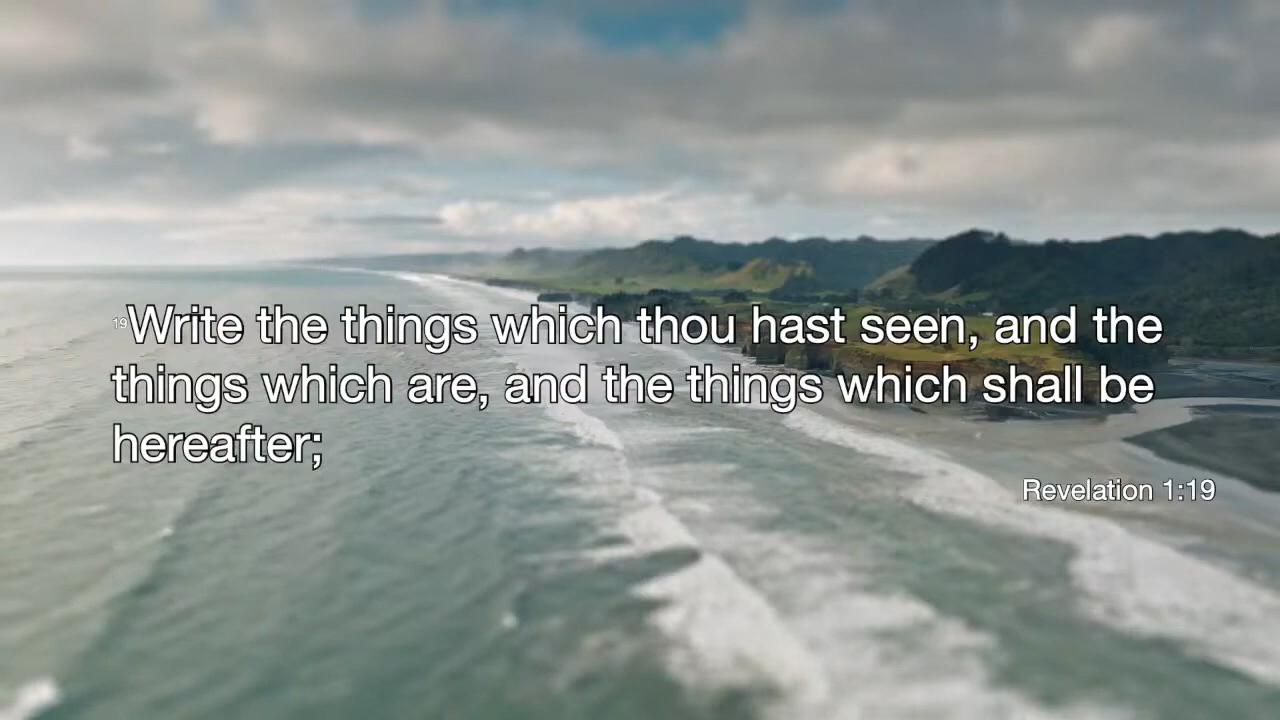 19Write the things which thou hast seen, and the
things which are, and the things which shall be
hereafter;
Revelation 1:19